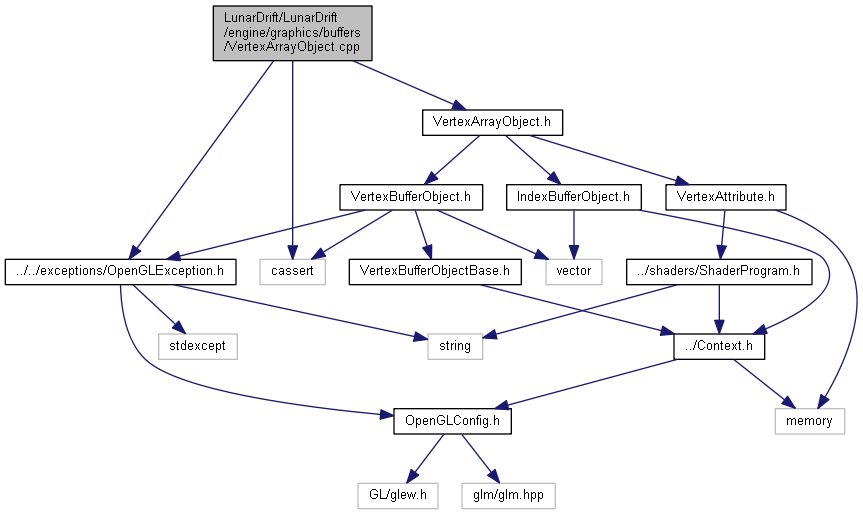 LunarDrift/LunarDrift
/engine/graphics/buffers
/VertexArrayObject.cpp
VertexArrayObject.h
VertexBufferObject.h
IndexBufferObject.h
VertexAttribute.h
../../exceptions/OpenGLException.h
cassert
VertexBufferObjectBase.h
vector
../shaders/ShaderProgram.h
stdexcept
string
../Context.h
OpenGLConfig.h
memory
GL/glew.h
glm/glm.hpp